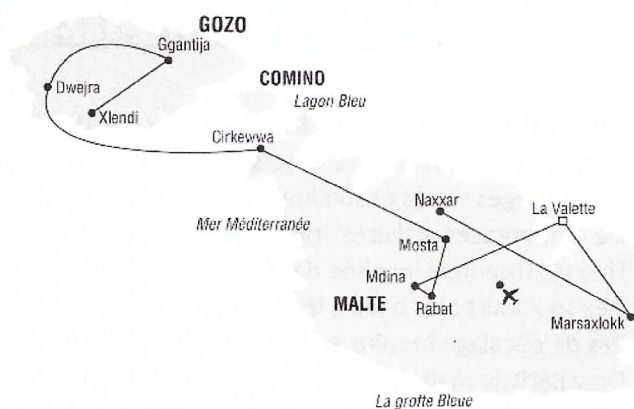 GOZO
Ggantija
COMINO
Dwejra
Lagon Bleu
Xlendi
Cirkewwa
Naxxar
La Valette
Mer Méditerranée
Mosta
Mdina
MALTE
Rabat
Marsaxlokk
La grotte Bleue